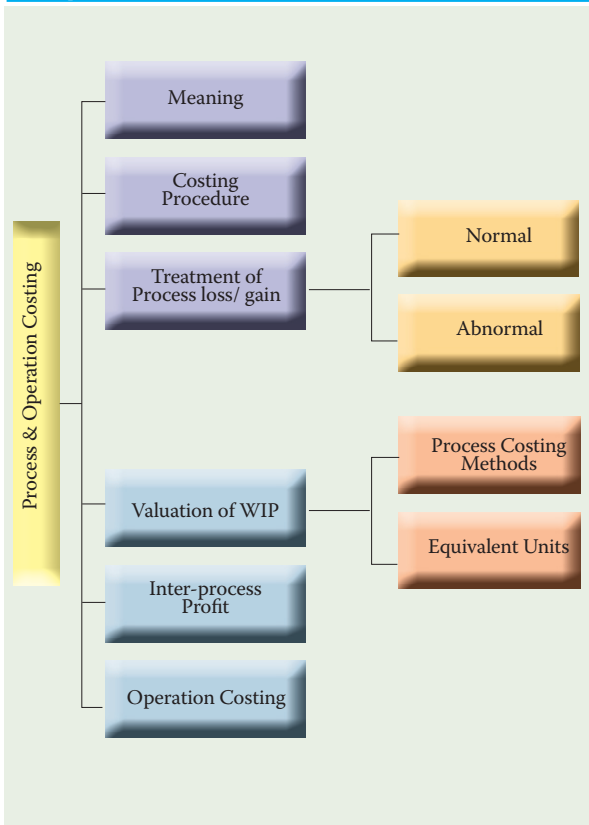 Process & Operation Costing
Meaning
Costing
Procedure
Treatment of
Process loss/ gain
Normal
Abnormal
Valuation of WIP
Process Costing
Methods
Equivalent Units
Inter-process
Profit
Operation Costing